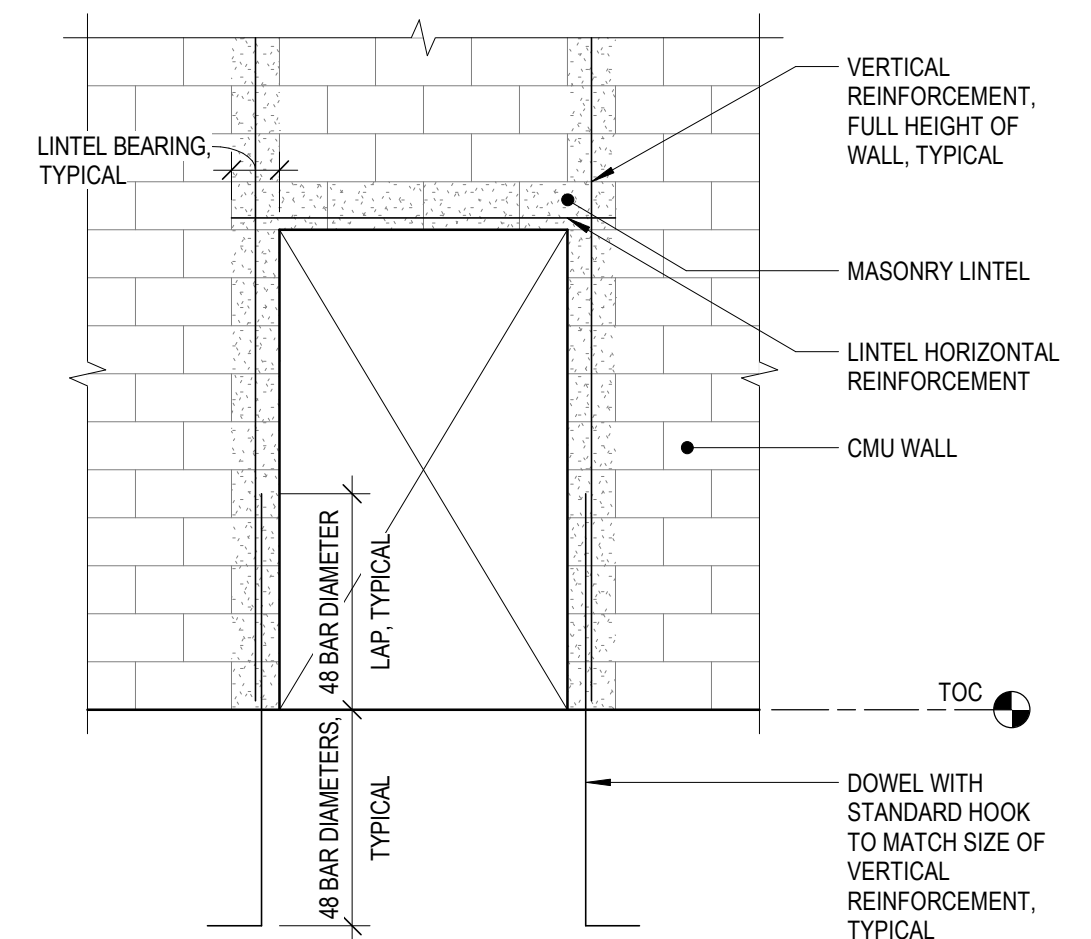 VERTICAL
REINFORCEMENT,
FULL HEIGHT OF
WALL, TYPICAL
LINTEL BEARING,
TYPICAL
MASONRY LINTEL
LINTEL HORIZONTAL
REINFORCEMENT
CMU WALL
48 BAR DIAMETER
LAP, TYPICAL
TOC
48 BAR DIAMETERS,
TYPICAL
DOWEL WITH
STANDARD HOOK
TO MATCH SIZE OF
VERTICAL
REINFORCEMENT,
TYPICAL